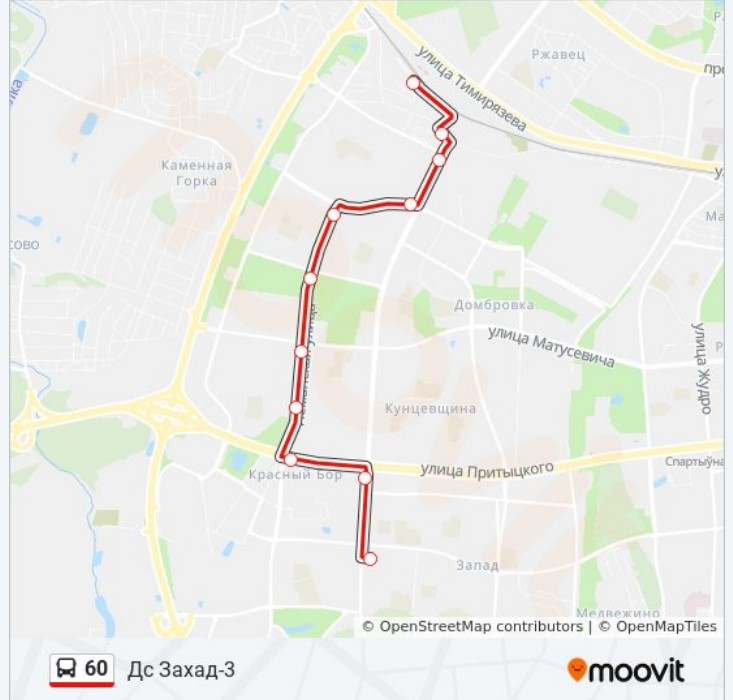 улица Тимирязева
Ржавец
Каменная
Горка
Домбровка
улица Матусевича
улица Жудро
Кунцевщина
улица Притыцкого
Красный Бор
Спартыўна
Запад
Медвежино
© OpenStreetMap contributors | © OpenMapTiles
60 Дс Захад-3
moovit